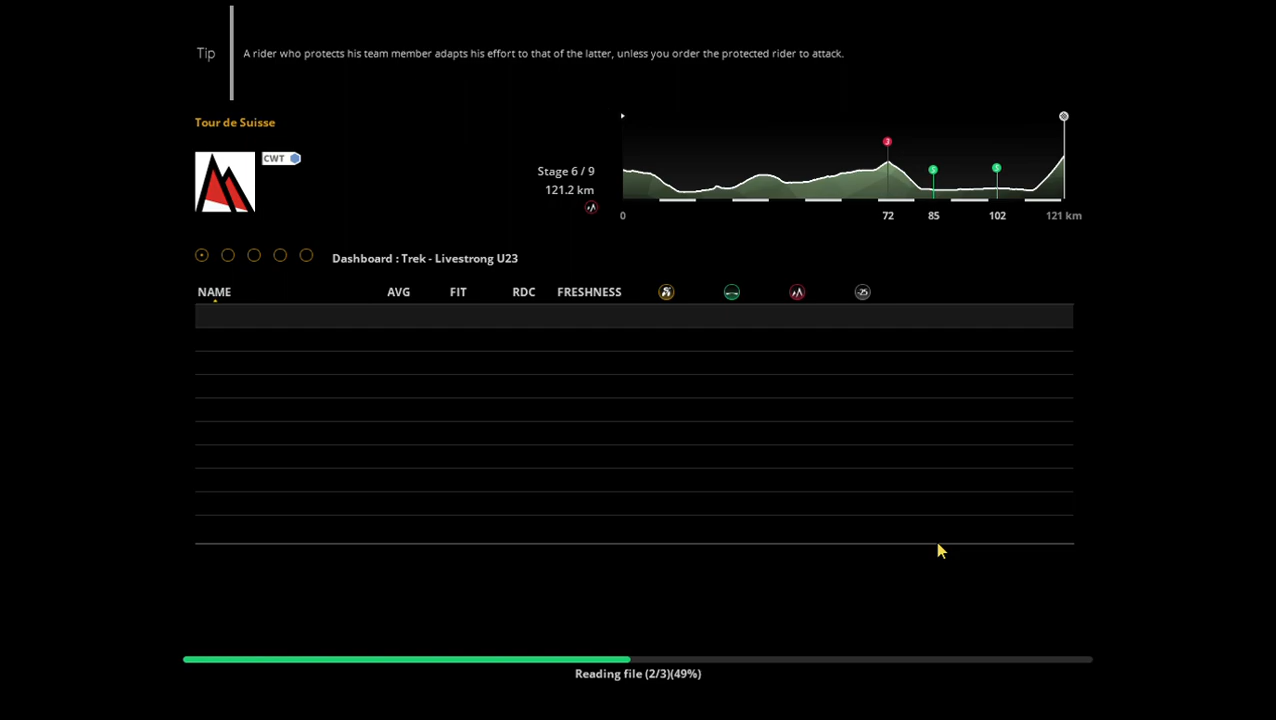 Tip
A rider who protects his team member adapts his effort to that of the latter, unless you order the protected rider to attack.
Tour de Suisse
CWT
Stage 6 / 9
121.2 km
3
S
S
0
72
85
102
121 km
Dashboard : Trek - Livestrong U23
NAME AVG FIT RDC FRESHNESS
-25
Reading file (2/3)(49%)